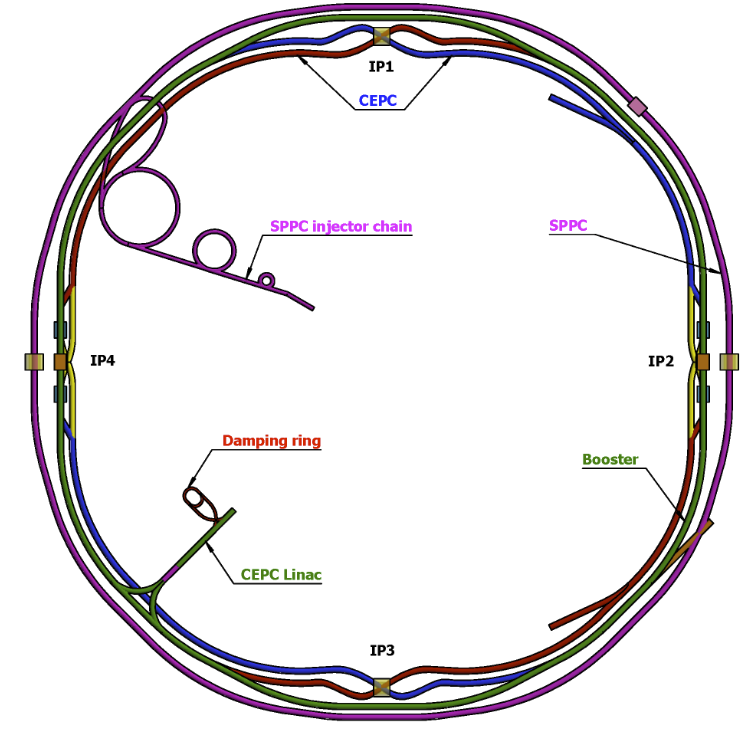 IP1
CEPC
SPPC injector chain
SPPC
IP4
IP2
Damping ring
Booster
CEPC Linac
IP3